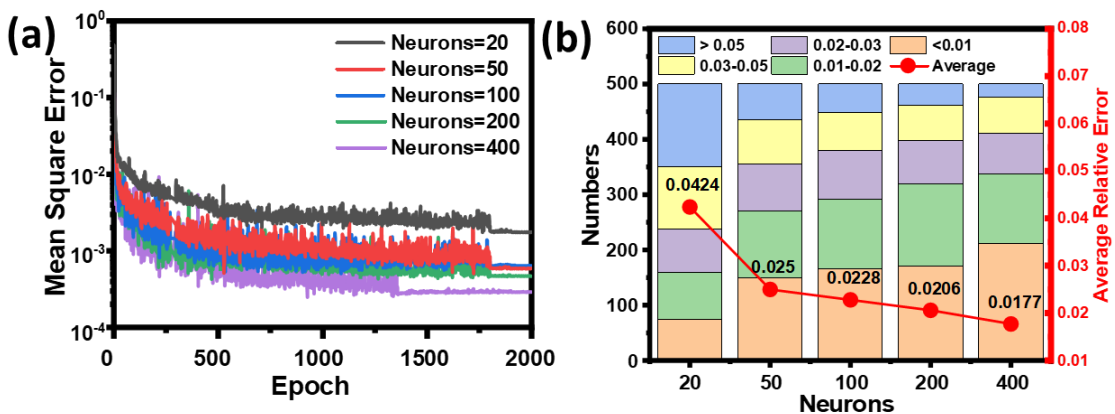 (a)
Mean Square Error
10^0
10^-1
10^-2
10^-3
10^-4
Neurons=20
Neurons=50
Neurons=100
Neurons=200
Neurons=400
0 500 1000 1500 2000
Epoch
(b)
Numbers
600
500
400
300
200
100
0
> 0.05 0.02-0.03 <0.01
0.03-0.05 0.01-0.02 Average
0.0424
0.025
0.0228
0.0206
0.0177
20 50 100 200 400
Neurons
0.08
0.07
0.06
0.05
0.04
0.03
0.02
0.01
Average Relative Error